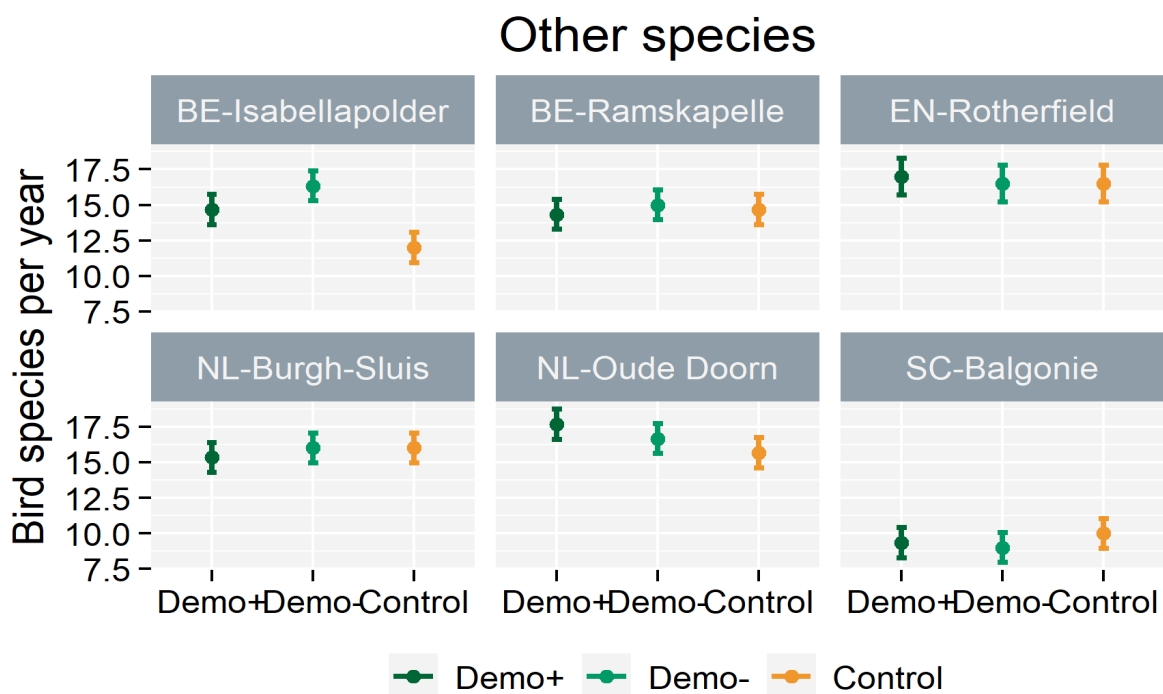 Other species
BE-Isabellapolder BE-Ramskapelle EN-Rotherfield
Bird species per year
17.5
15.0
12.5
10.0
7.5
NL-Burgh-Sluis NL-Oude Doorn SC-Balgonie
17.5
15.0
12.5
10.0
7.5
Demo+ Demo- Control Demo+ Demo- Control Demo+ Demo- Control
Demo+ Demo- Control